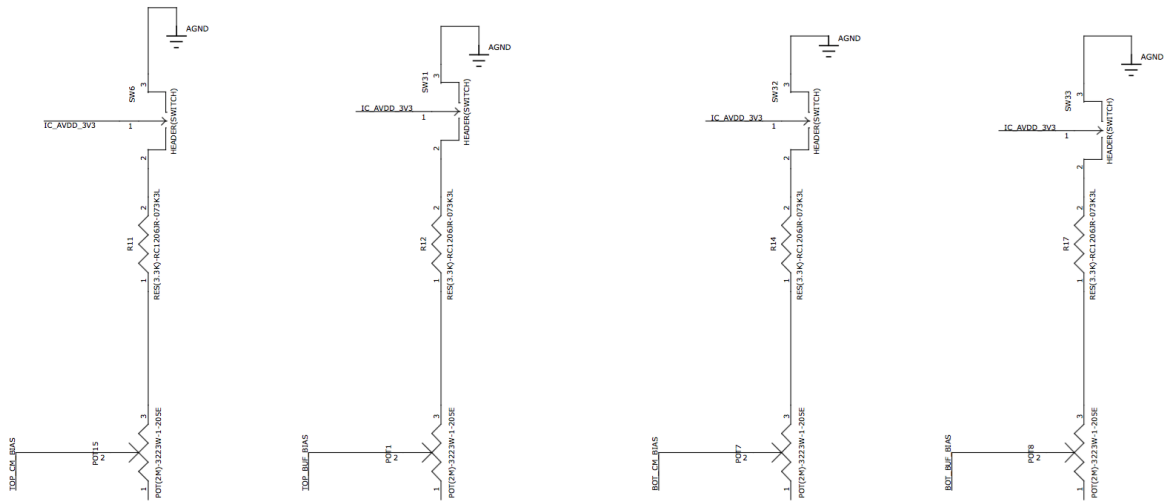 AGND
3
SW6
HEADER(SWITCH)
IC_AVDD_3V3
1
2
2
R11
RES(3.3K)-RC1206JR-073K3L
1
3
TOP_CM_BIAS
POT15
2
POT(2M)-3223W-1-205E
1
AGND
3
SW31
HEADER(SWITCH)
IC_AVDD_3V3
1
2
2
R12
RES(3.3K)-RC1206JR-073K3L
1
3
TOP_BUF_BIAS
POT1
2
POT(2M)-3223W-1-205E
1
AGND
3
SW32
HEADER(SWITCH)
IC_AVDD_3V3
1
2
2
R14
RES(3.3K)-RC1206JR-073K3L
1
3
BOT_CM_BIAS
POT7
2
POT(2M)-3223W-1-205E
1
AGND
3
SW33
HEADER(SWITCH)
IC_AVDD_3V3
1
2
2
R17
RES(3.3K)-RC1206JR-073K3L
1
3
BOT_BUF_BIAS
POT8
2
POT(2M)-3223W-1-205E
1